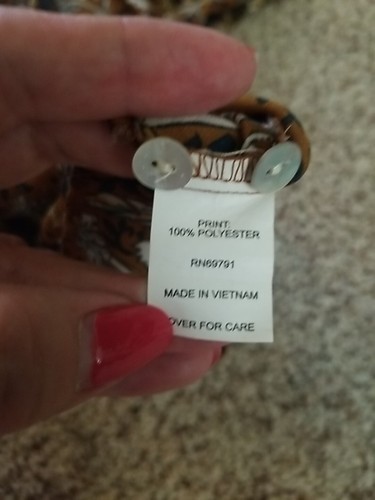 PRINT:
100% POLYESTER
RN69791
MADE IN VIETNAM
OVER FOR CARE